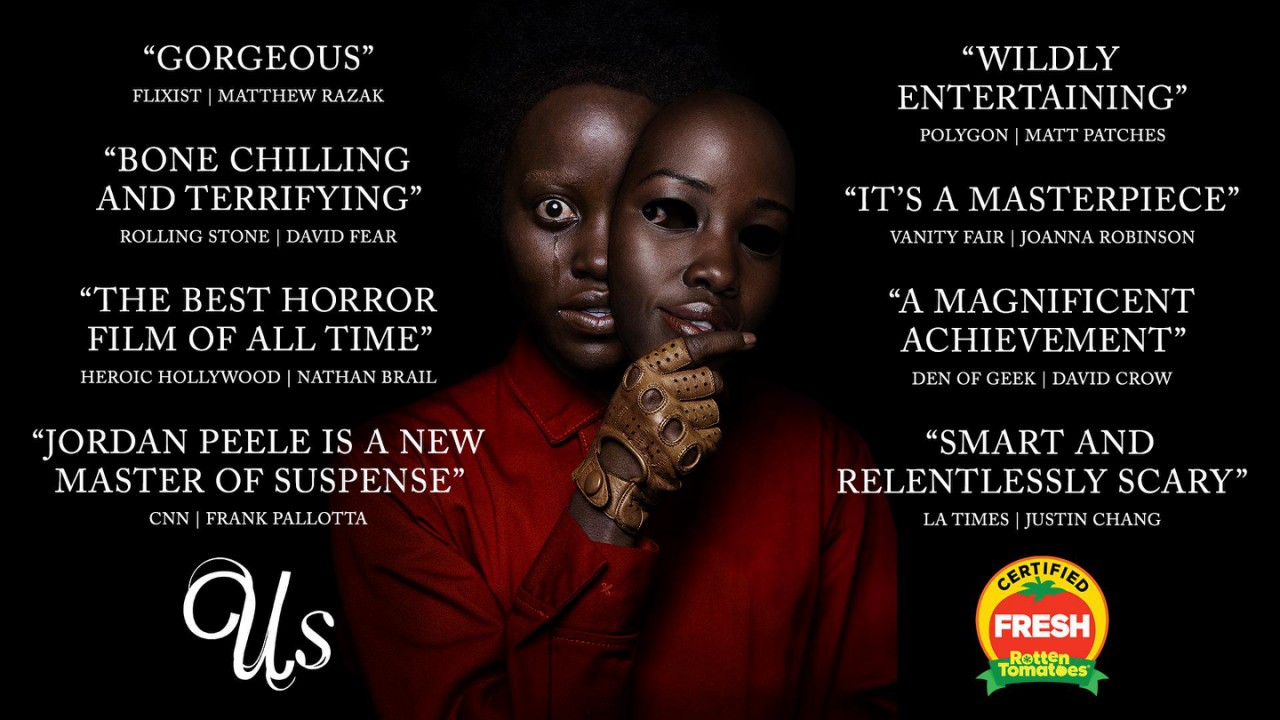 “GORGEOUS”
FLIXIST | MATTHEW RAZAK
“BONE CHILLING
AND TERRIFYING”
ROLLING STONE | DAVID FEAR
“THE BEST HORROR
FILM OF ALL TIME”
HEROIC HOLLYWOOD | NATHAN BRAIL
“JORDAN PEELE IS A NEW
MASTER OF SUSPENSE”
CNN | FRANK PALLOTTA
Us
“WILDLY
ENTERTAINING”
POLYGON | MATT PATCHES
“IT’S A MASTERPIECE”
VANITY FAIR | JOANNA ROBINSON
“A MAGNIFICENT
ACHIEVEMENT”
DEN OF GEEK | DAVID CROW
“SMART AND
RELENTLESSLY SCARY”
LA TIMES | JUSTIN CHANG
CERTIFIED
FRESH
Rotten
Tomatoes®